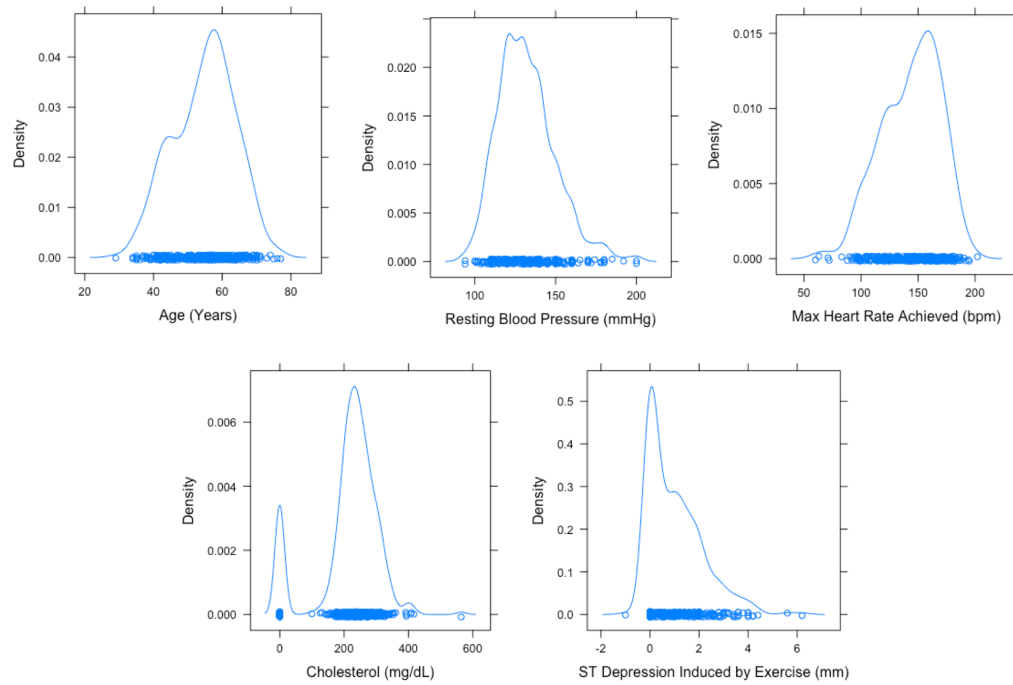 Density
0.04
0.03
0.02
0.01
0.00
20 40 60 80
Age (Years)
Density
0.020
0.015
0.010
0.005
0.000
100 150 200
Resting Blood Pressure (mmHg)
Density
0.015
0.010
0.005
0.000
50 100 150 200
Max Heart Rate Achieved (bpm)
Density
0.006
0.004
0.002
0.000
0 200 400 600
Cholesterol (mg/dL)
Density
0.5
0.4
0.3
0.2
0.1
0.0
-2 0 2 4 6
ST Depression Induced by Exercise (mm)